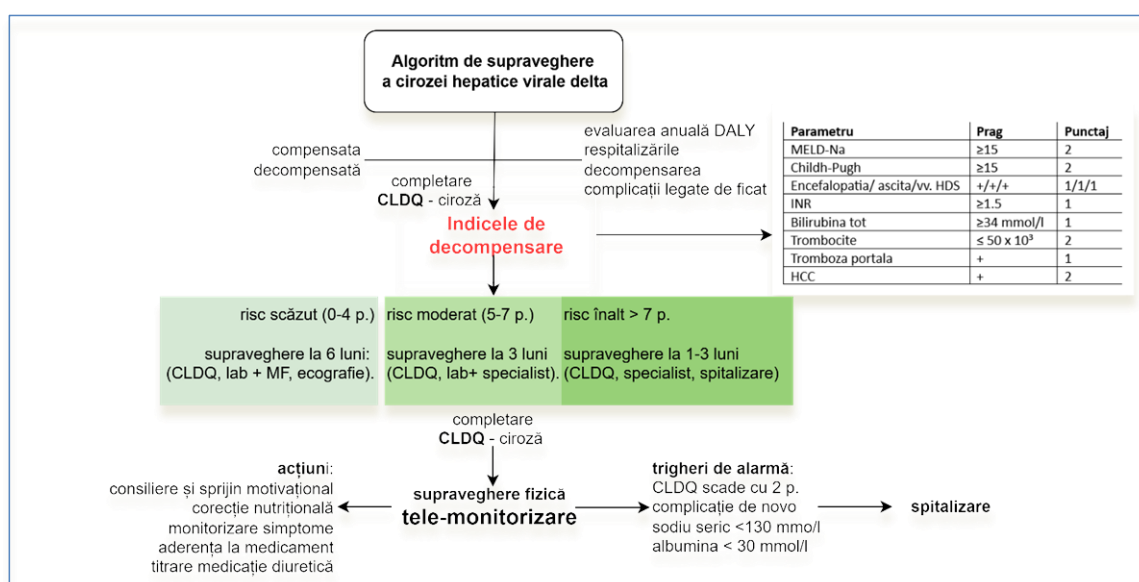 Algoritm de supraveghere
a cirozei hepatice virale delta
compensata
decompensată
evaluarea anuală DALY
respitalizările
decompensarea
complicații legate de ficat
completare
CLDQ - ciroză
Indicele de
decompensare
Parametru Prag Punctaj
MELD-Na ≥15 2
Childh-Pugh ≥15 2
Encefalopatia/ ascita/vv. HDS +/+/+ 1/1/1
INR ≥1.5 1
Bilirubina tot ≥34 mmol/l 1
Trombocite ≤ 50 x 10³ 2
Tromboza portala + 1
HCC + 2
risc scăzut (0-4 p.)
supraveghere la 6 luni:
(CLDQ, lab + MF, ecografie).
risc moderat (5-7 p.)
supraveghere la 3 luni
(CLDQ, lab+ specialist).
risc înalt > 7 p.
supraveghere la 1-3 luni
(CLDQ, specialist, spitalizare)
completare
CLDQ - ciroză
acțiuni:
consiliere și sprijin motivațional
corecție nutrițională
monitorizare simptome
aderența la medicament
titrare medicație diuretică
supraveghere fizică
tele-monitorizare
trigheri de alarmă:
CLDQ scade cu 2 p.
complicație de novo
sodiu seric <130 mmo/l
albumina < 30 mmol/l
spitalizare